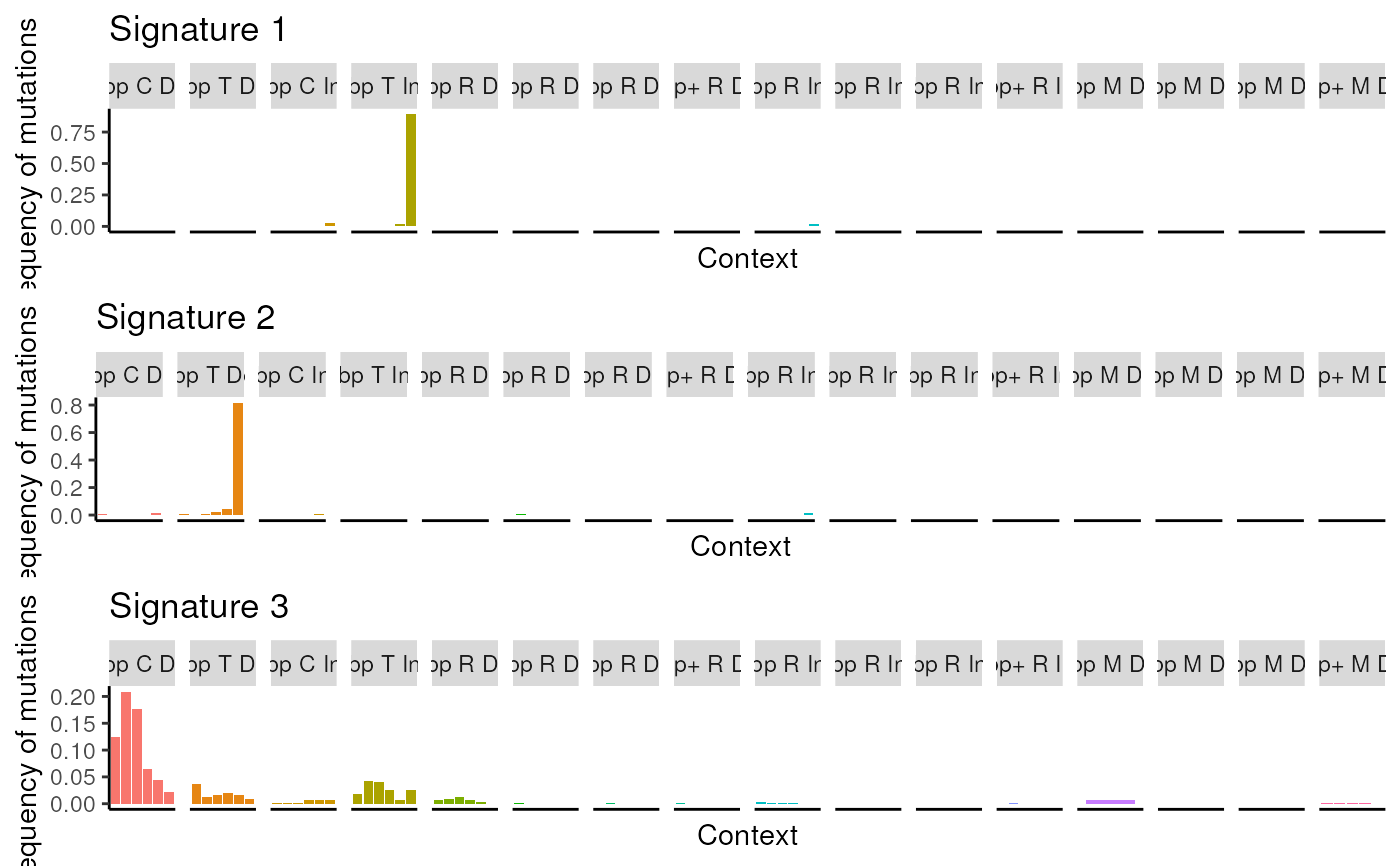 Signature 1
op C D op T D op C In op T In op R D op R D op R D p+ R D op R In op R In op R In op+ R I op M D op M D op M D p+ M D
equency of mutations
0.75
0.50
0.25
0.00
Context
Signature 2
op C D op T De op C In bp T In op R D op R D op R D p+ R D op R In op R In op R In op+ R I op M D op M D op M D p+ M D
equency of mutations
0.8
0.6
0.4
0.2
0.0
Context
Signature 3
op C D op T D op C In op T In op R D op R D op R D p+ R D op R In op R In op R In op+ R I op M D op M D op M D p+ M D
equency of mutations
0.20
0.15
0.10
0.05
0.00
Context